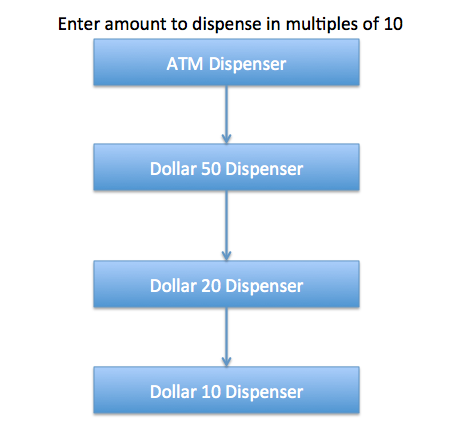 Enter amount to dispense in multiples of 10
ATM Dispenser
Dollar 50 Dispenser
Dollar 20 Dispenser
Dollar 10 Dispenser